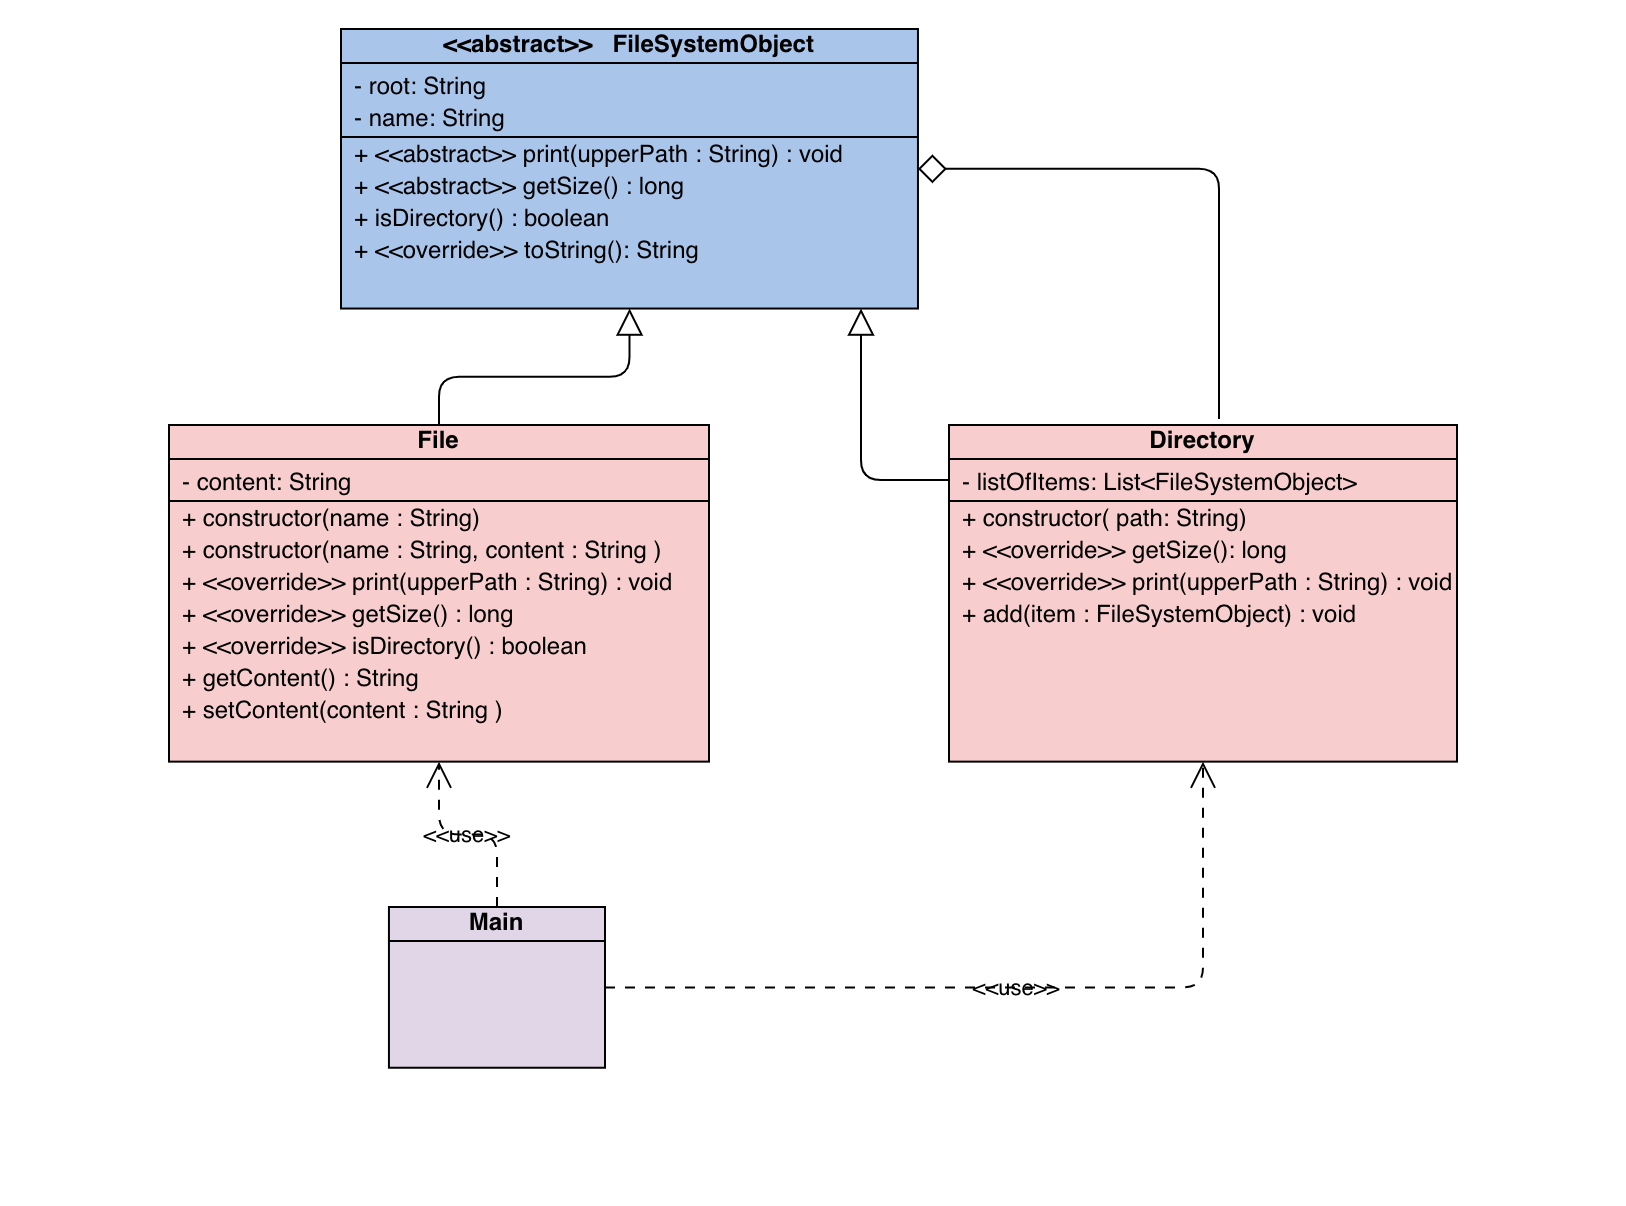 <<abstract>> FileSystemObject
- root: String
- name: String
+ <<abstract>> print(upperPath : String) : void
+ <<abstract>> getSize() : long
+ isDirectory() : boolean
+ <<override>> toString(): String
File
- content: String
+ constructor(name : String)
+ constructor(name : String, content : String )
+ <<override>> print(upperPath : String) : void
+ <<override>> getSize() : long
+ <<override>> isDirectory() : boolean
+ getContent() : String
+ setContent(content : String )
Directory
- listOfItems: List<FileSystemObject>
+ constructor( path: String)
+ <<override>> getSize(): long
+ <<override>> print(upperPath : String) : void
+ add(item : FileSystemObject) : void
<<use>>
Main
<<use>>